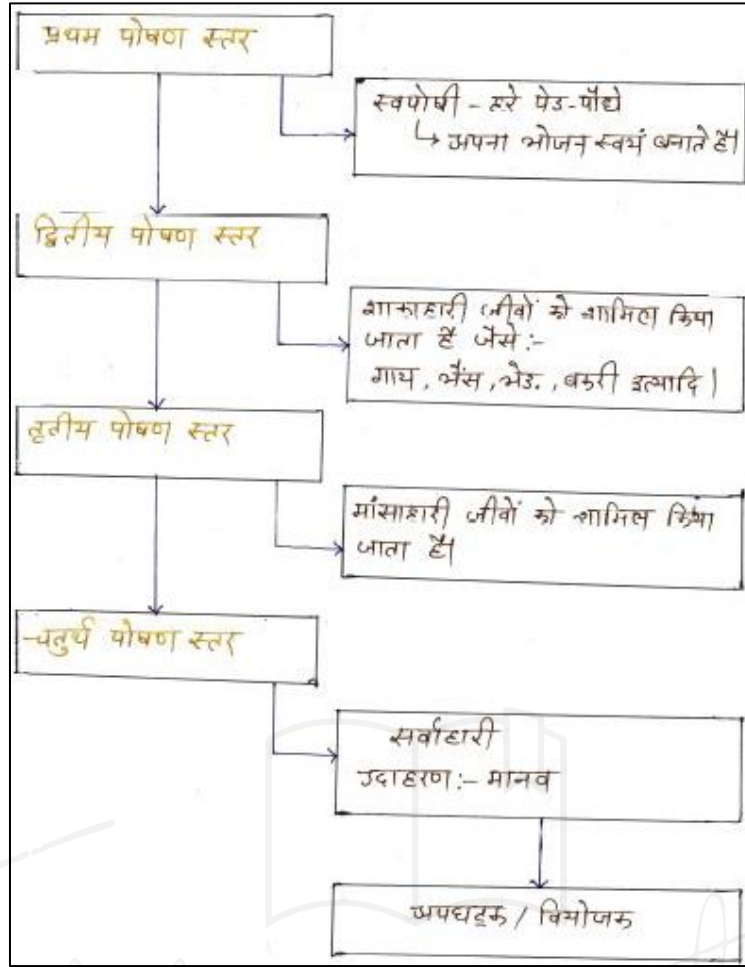 प्रथम पोषण स्तर
स्वपोषी - हरे पेड-पौधे
↳ अपना भोजन स्वयं बनाते है।
द्वितीय पोषण स्तर
शाकाहारी जीवों को शामिल किया
जाता है जैसे :-
गाय, भैंस, भेड, बकरी इत्यादि।
तृतीय पोषण स्तर
मांसाहारी जीवों को शामिल किया
जाता है।
चतुर्थ पोषण स्तर
सर्वाहारी
उदाहरण :- मानव
अपघटक / वियोजक